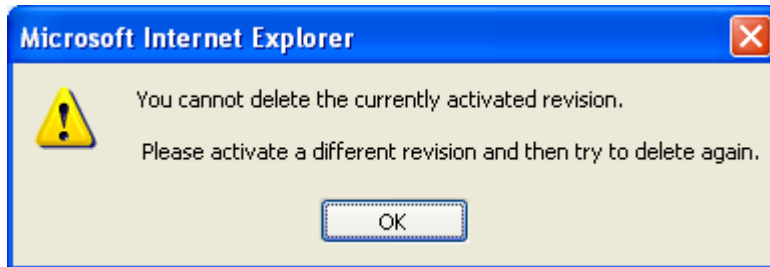 Microsoft Internet Explorer
You cannot delete the currently activated revision.
Please activate a different revision and then try to delete again.
OK